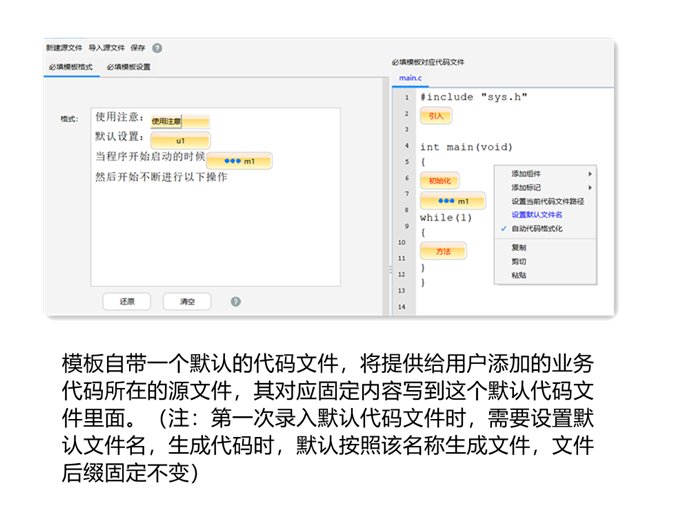 新建源文件 导入源文件 保存 ?
必填模板格式 必填模板设置
格式：
使用注意： 使用注意
默认设置： u1
当程序开始启动的时候 m1
然后开始不断进行以下操作
还原 清空 ?
必填模板对应代码文件
main.c
1 #include "sys.h"
2 引入
3
4 int main(void)
5 {
6 初始化
7 m1
8 while(1)
9 {
10 方法
11 }
12 }
13
14
添加组件
添加标记
设置当前代码文件路径
设置默认文件名
自动代码格式化
复制
剪切
粘贴
模板自带一个默认的代码文件，将提供给用户添加的业务
代码所在的源文件，其对应固定内容写到这个默认代码文
件里面。（注：第一次录入默认代码文件时，需要设置默
认文件名，生成代码时，默认按照该名称生成文件，文件
后缀固定不变）